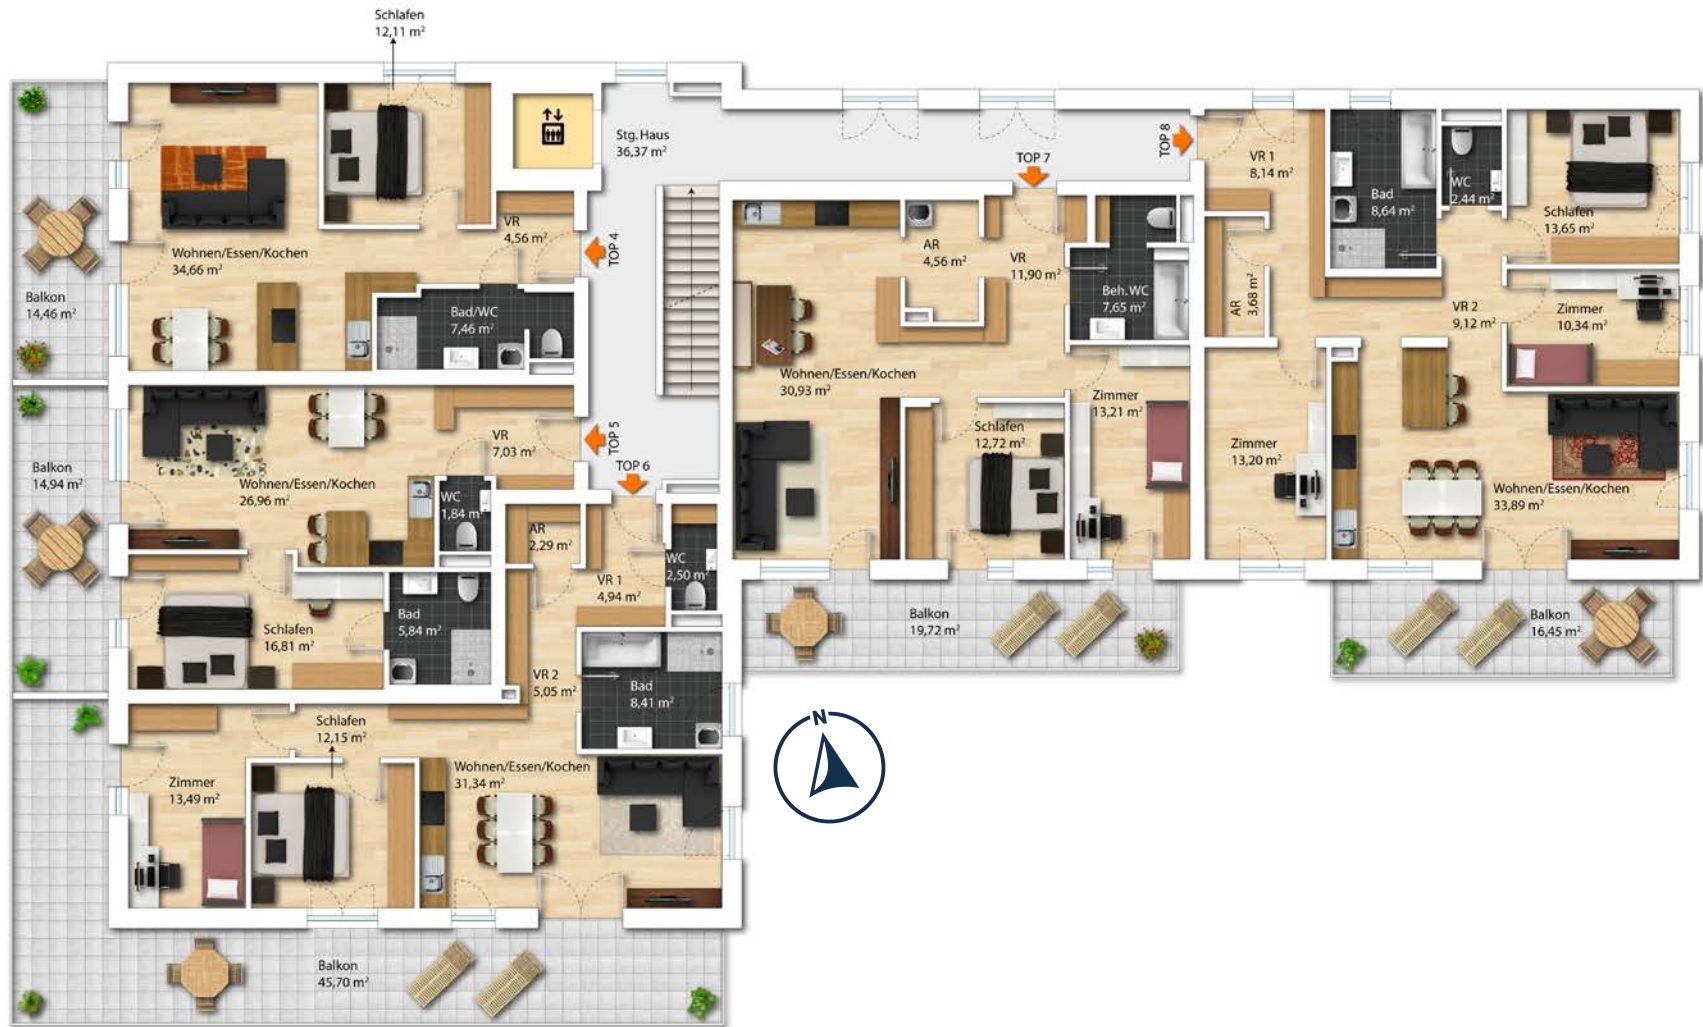 Schlafen
12,11 m²
Stg. Haus
36,37 m²
VR
4,56 m²
TOP 4
Wohnen/Essen/Kochen
34,66 m²
Balkon
14,46 m²
Bad/WC
7,46 m²
Balkon
14,94 m²
Wohnen/Essen/Kochen
26,96 m²
VR
7,03 m²
TOP 5
WC
1,84 m²
Schlafen
16,81 m²
Bad
5,84 m²
TOP 6
AR
2,29 m²
VR 1
4,94 m²
WC
2,50 m²
VR 2
5,05 m²
Bad
8,41 m²
Schlafen
12,15 m²
Zimmer
13,49 m²
Wohnen/Essen/Kochen
31,34 m²
Balkon
45,70 m²
TOP 7
AR
4,56 m²
VR
11,90 m²
Beh. WC
7,65 m²
Wohnen/Essen/Kochen
30,93 m²
Schlafen
12,72 m²
Zimmer
13,21 m²
Balkon
19,72 m²
TOP 8
VR 1
8,14 m²
Bad
8,64 m²
WC
2,44 m²
Schlafen
13,65 m²
AR
3,68 m²
VR 2
9,12 m²
Zimmer
10,34 m²
Zimmer
13,20 m²
Wohnen/Essen/Kochen
33,89 m²
Balkon
16,45 m²
N